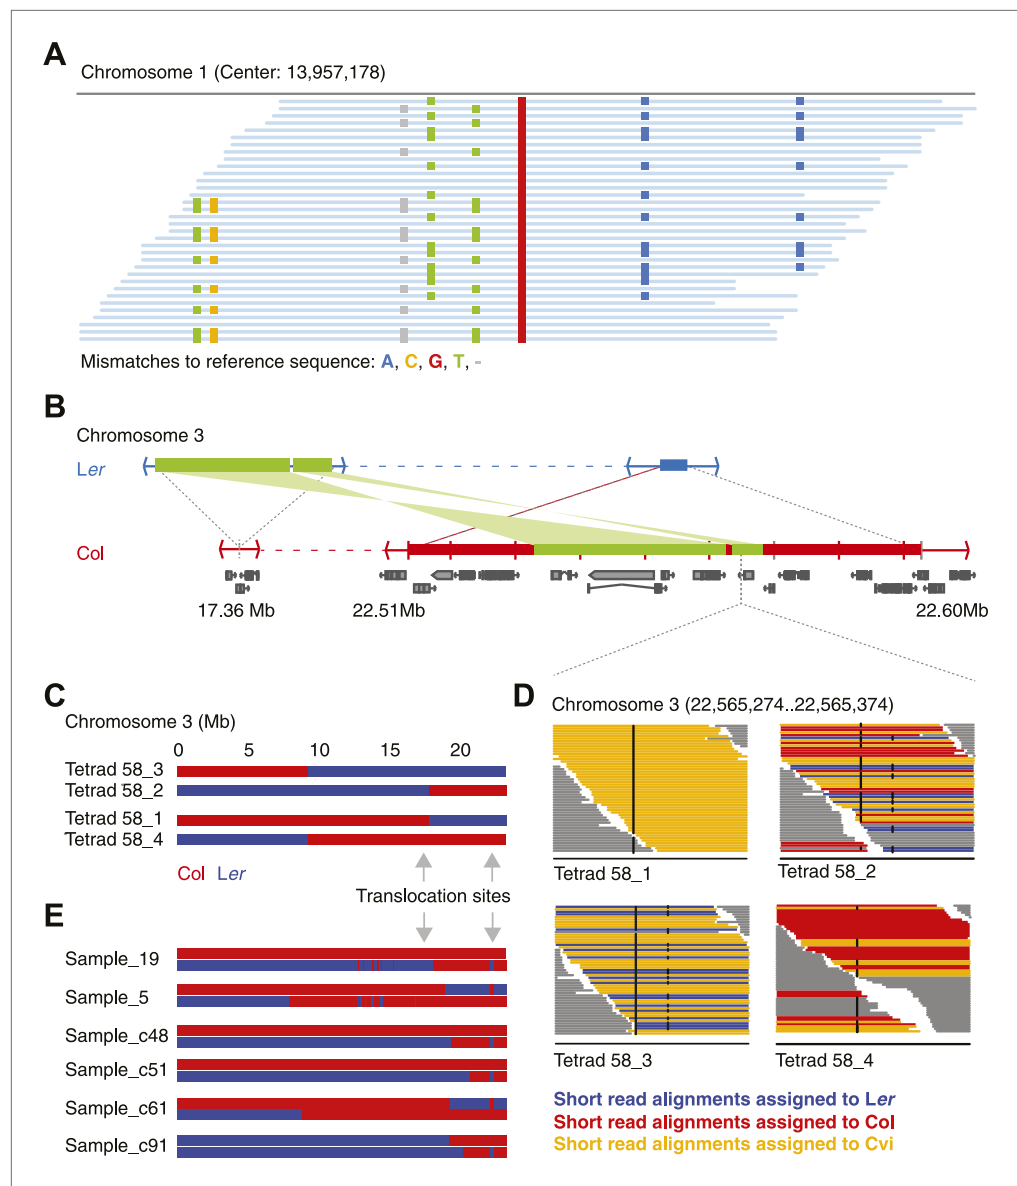 A
Chromosome 1 (Center: 13,957,178)
Mismatches to reference sequence: A, C, G, T, -
B
Chromosome 3
Ler
Col
17.36 Mb
22.51Mb
22.60Mb
C
Chromosome 3 (Mb)
0 5 10 15 20
Tetrad 58_3
Tetrad 58_2
Tetrad 58_1
Tetrad 58_4
Col Ler
Translocation sites
D
Chromosome 3 (22,565,274..22,565,374)
Tetrad 58_1
Tetrad 58_2
Tetrad 58_3
Tetrad 58_4
Short read alignments assigned to Ler
Short read alignments assigned to Col
Short read alignments assigned to Cvi
E
Sample_19
Sample_5
Sample_c48
Sample_c51
Sample_c61
Sample_c91